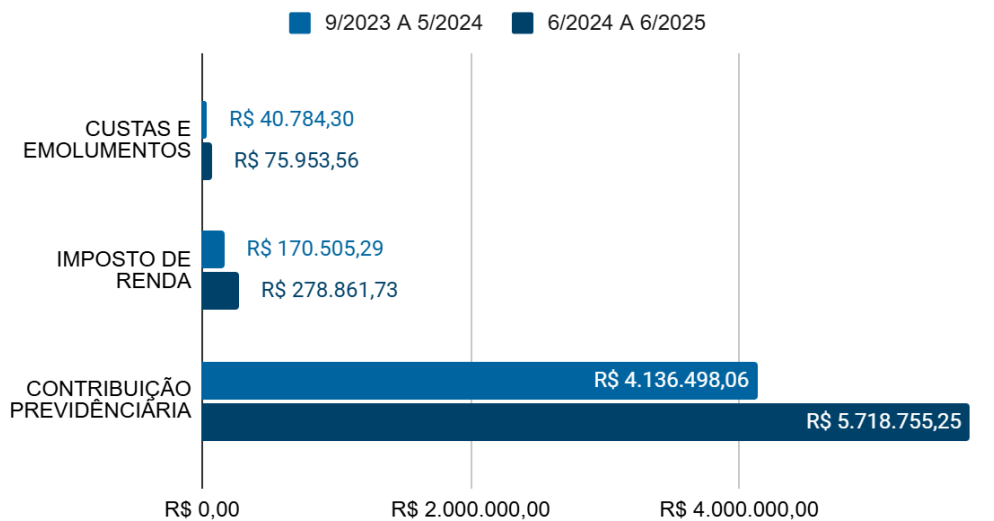 9/2023 A 5/2024
6/2024 A 6/2025
CUSTAS E
EMOLUMENTOS
R$ 40.784,30
R$ 75.953,56
IMPOSTO DE
RENDA
R$ 170.505,29
R$ 278.861,73
CONTRIBUIÇÃO
PREVIDÊNCIÁRIA
R$ 4.136.498,06
R$ 5.718.755,25
R$ 0,00
R$ 2.000.000,00
R$ 4.000.000,00